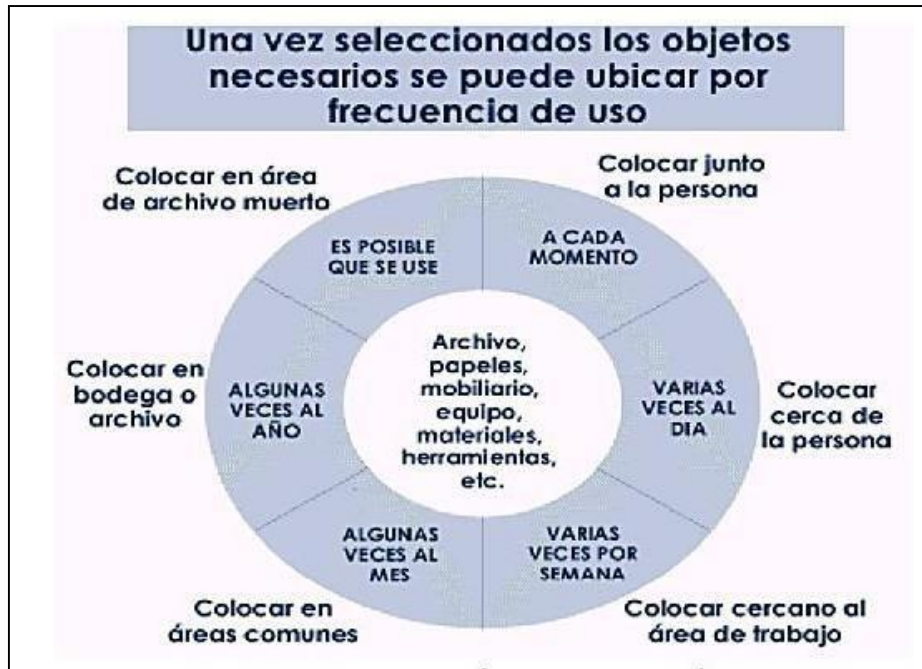 Una vez seleccionados los objetos
necesarios se puede ubicar por
frecuencia de uso
Colocar junto
a la persona
A CADA
MOMENTO
Colocar
cerca de
la persona
VARIAS
VECES AL
DIA
Colocar cercano al
área de trabajo
VARIAS
VECES POR
SEMANA
Colocar en
áreas comunes
ALGUNAS
VECES AL
MES
Colocar en
bodega o
archivo
ALGUNAS
VECES AL
AÑO
Colocar en área
de archivo muerto
ES POSIBLE
QUE SE USE
Archivo,
papeles,
mobiliario,
equipo,
materiales,
herramientas,
etc.